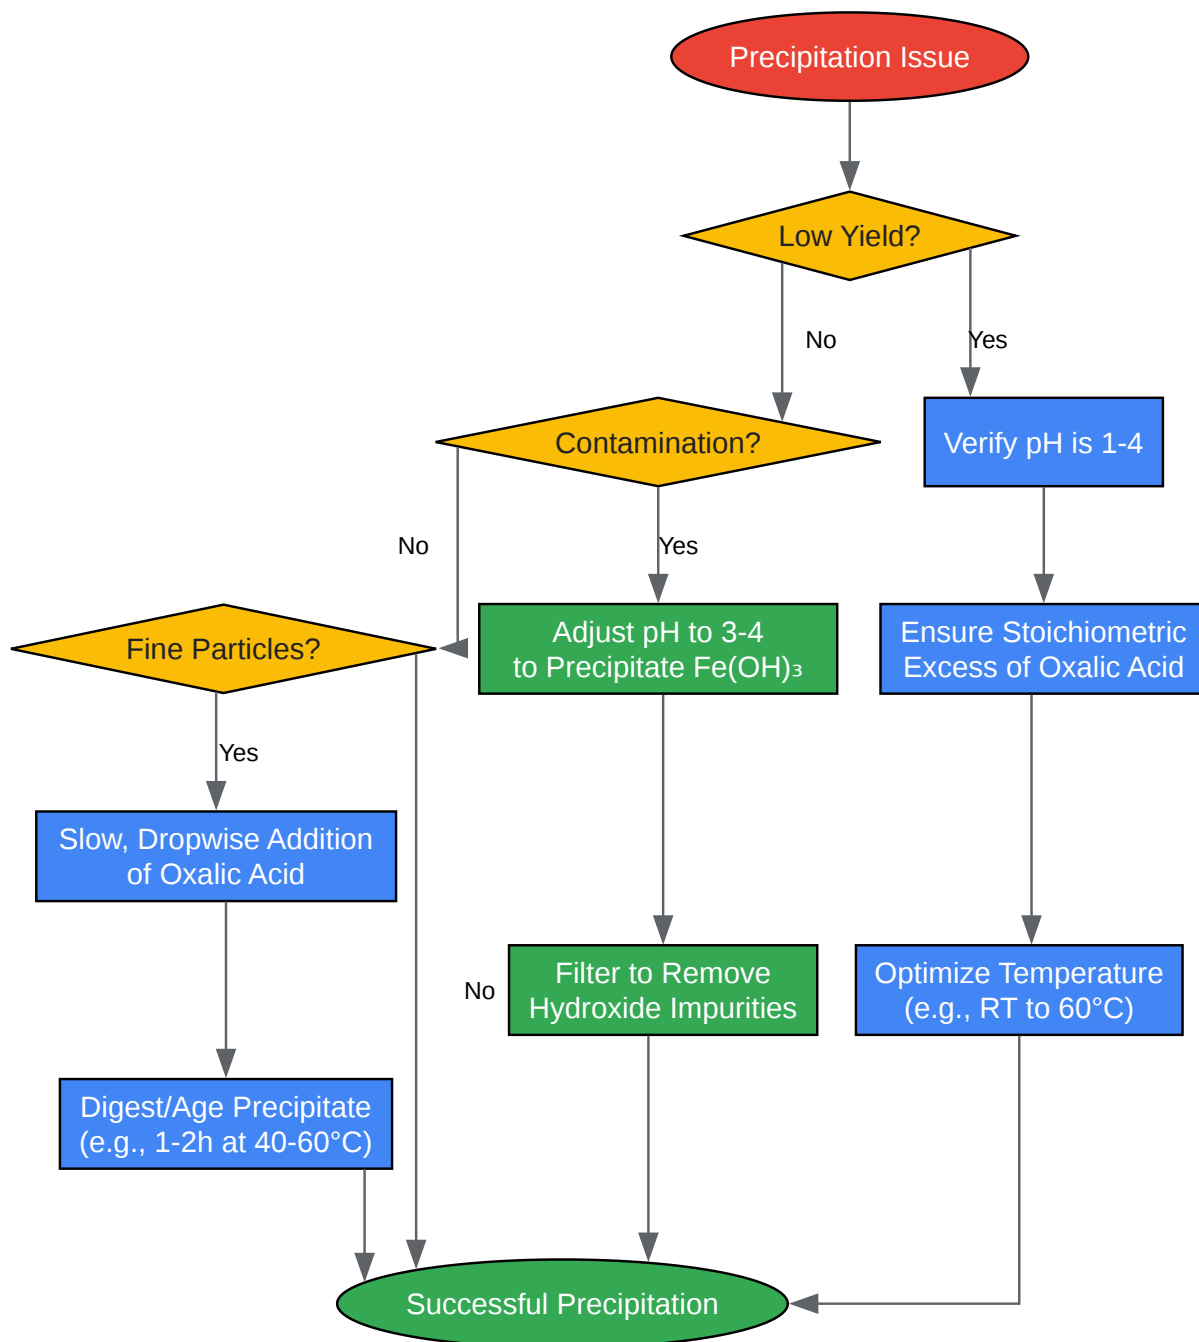 Precipitation Issue
Low Yield?
No
Yes
Contamination?
Verify pH is 1-4
No
Yes
Fine Particles?
Adjust pH to 3-4
to Precipitate Fe(OH)₃
Ensure Stoichiometric
Excess of Oxalic Acid
Yes
Slow, Dropwise Addition
of Oxalic Acid
No
Filter to Remove
Hydroxide Impurities
Optimize Temperature
(e.g., RT to 60°C)
Digest/Age Precipitate
(e.g., 1-2h at 40-60°C)
Successful Precipitation